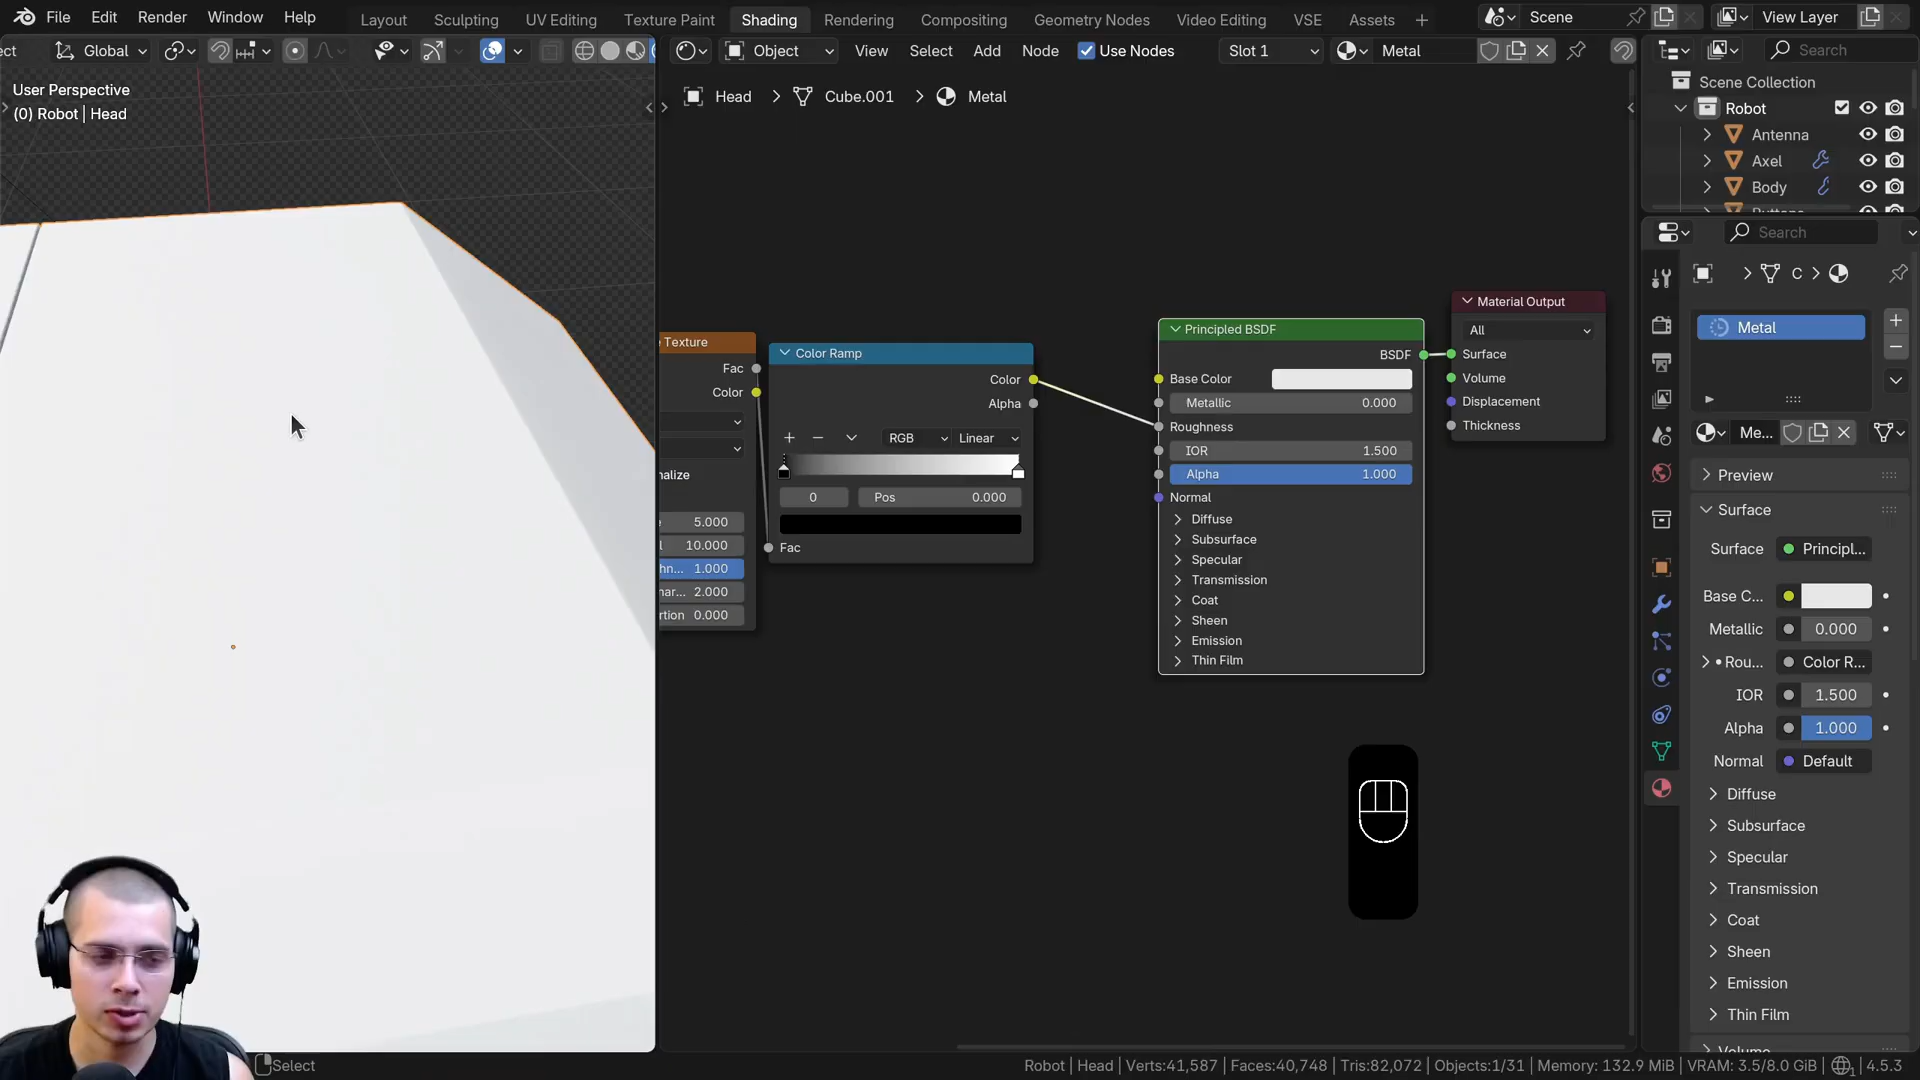 File Edit Render Window Help Layout Sculpting UV Editing Texture Paint Shading Rendering Compositing Geometry Nodes Video Editing VSE Assets Scene View Layer
Global Object View Select Add Node Use Nodes Slot 1 Metal Search
User Perspective
(0) Robot | Head
Head Cube.001 Metal
Scene Collection
Robot
Antenna
Axel
Body
Search
C
Metal
Me...
Preview
Surface
Surface Principl...
Base C...
Metallic 0.000
Rou... Color R...
IOR 1.500
Alpha 1.000
Normal Default
Diffuse
Subsurface
Specular
Transmission
Coat
Sheen
Emission
Thin Film
Texture
Fac
Color
nalize
5.000
10.000
hn... 1.000
nar... 2.000
rtion 0.000
Color Ramp
Color
Alpha
RGB Linear
0 Pos 0.000
Fac
Principled BSDF
BSDF
Base Color
Metallic 0.000
Roughness
IOR 1.500
Alpha 1.000
Normal
Diffuse
Subsurface
Specular
Transmission
Coat
Sheen
Emission
Thin Film
Material Output
All
Surface
Volume
Displacement
Thickness
Select
Robot | Head | Verts:41,587 | Faces:40,748 | Tris:82,072 | Objects:1/31 | Memory: 132.9 MiB | VRAM: 3.5/8.0 GiB | 4.5.3